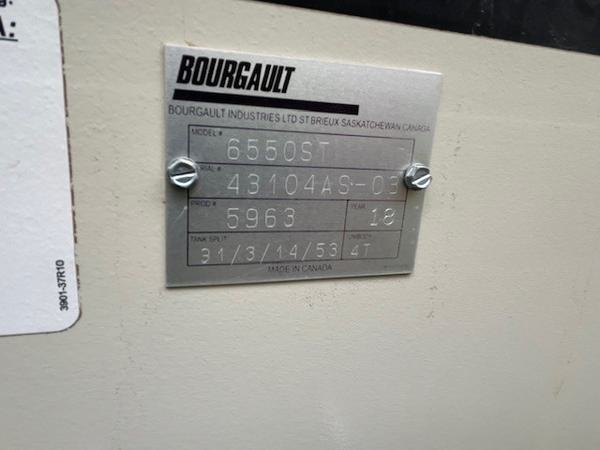 A:
BOURGAULT
BOURGAULT INDUSTRIES LTD ST BRIEUX SASKATCHEWAN CANADA
MODEL # 6550ST
SERIAL # 43104AS-03
PROD # 5963 YEAR 18
TANK SPLIT 31/3/14/53 4T
MADE IN CANADA
3901-37R10